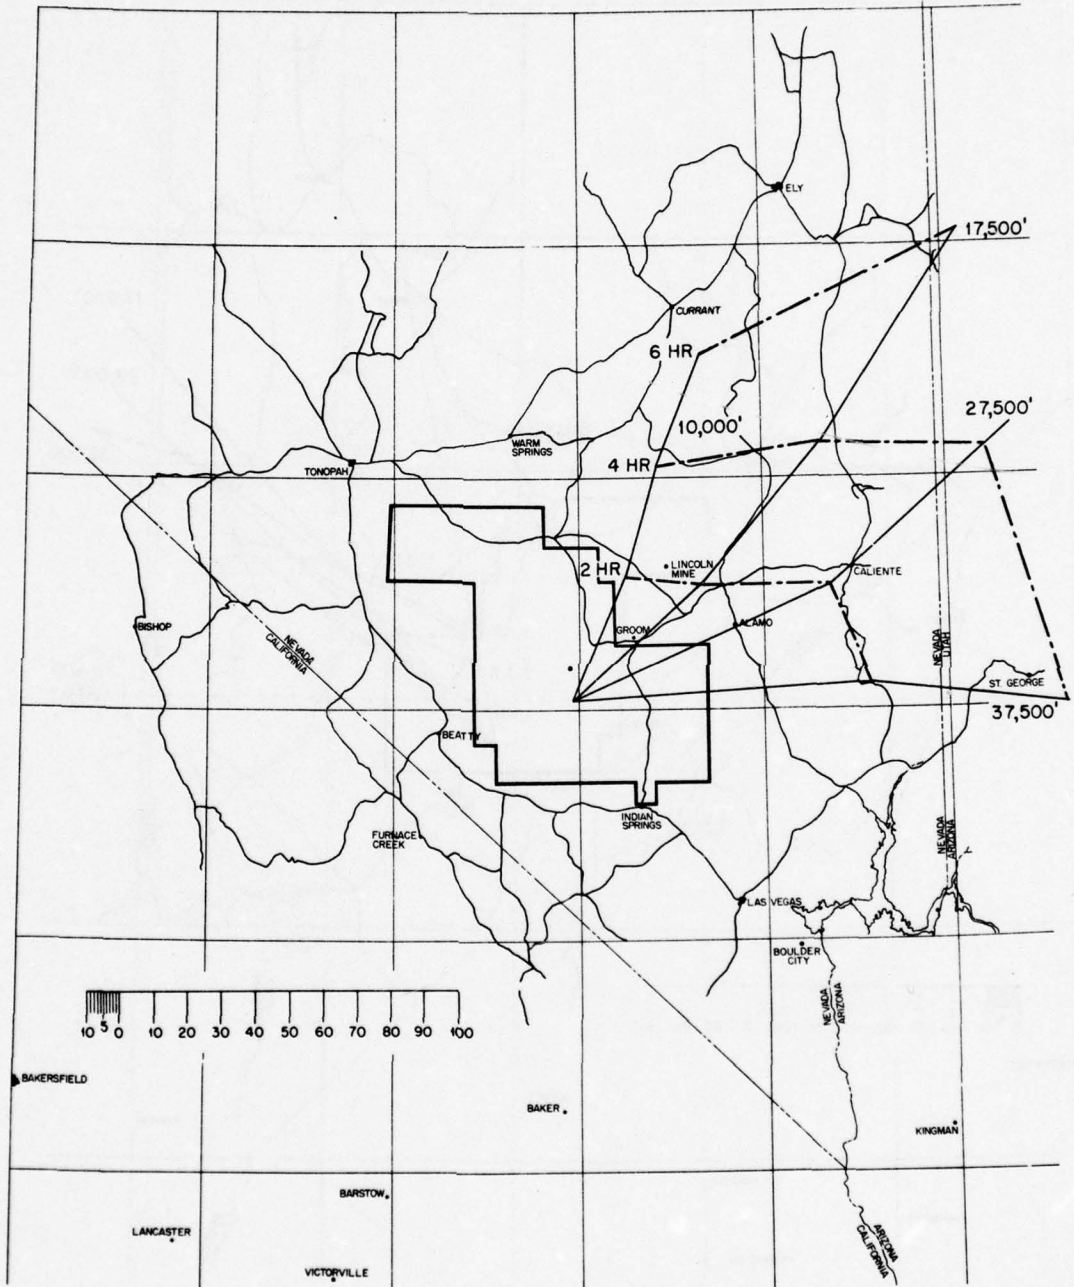 ELY
17,500'
CURRANT
6 HR
27,500'
10,000'
WARM
SPRINGS
4 HR
TONOPAH
2 HR
LINCOLN
MINE
CALIENTE
BISHOP
NEVADA
CALIFORNIA
GROOM
ALAMO
NEVADA
UTAH
ST. GEORGE
37,500'
BEATTY
INDIAN
SPRINGS
FURNACE
CREEK
NEVADA
ARIZONA
LAS VEGAS
BOULDER
CITY
NEVADA
ARIZONA
10 5 0 10 20 30 40 50 60 70 80 90 100
BAKERSFIELD
BAKER
KINGMAN
BARSTOW
LANCASTER
ARIZONA
CALIFORNIA
VICTORVILLE